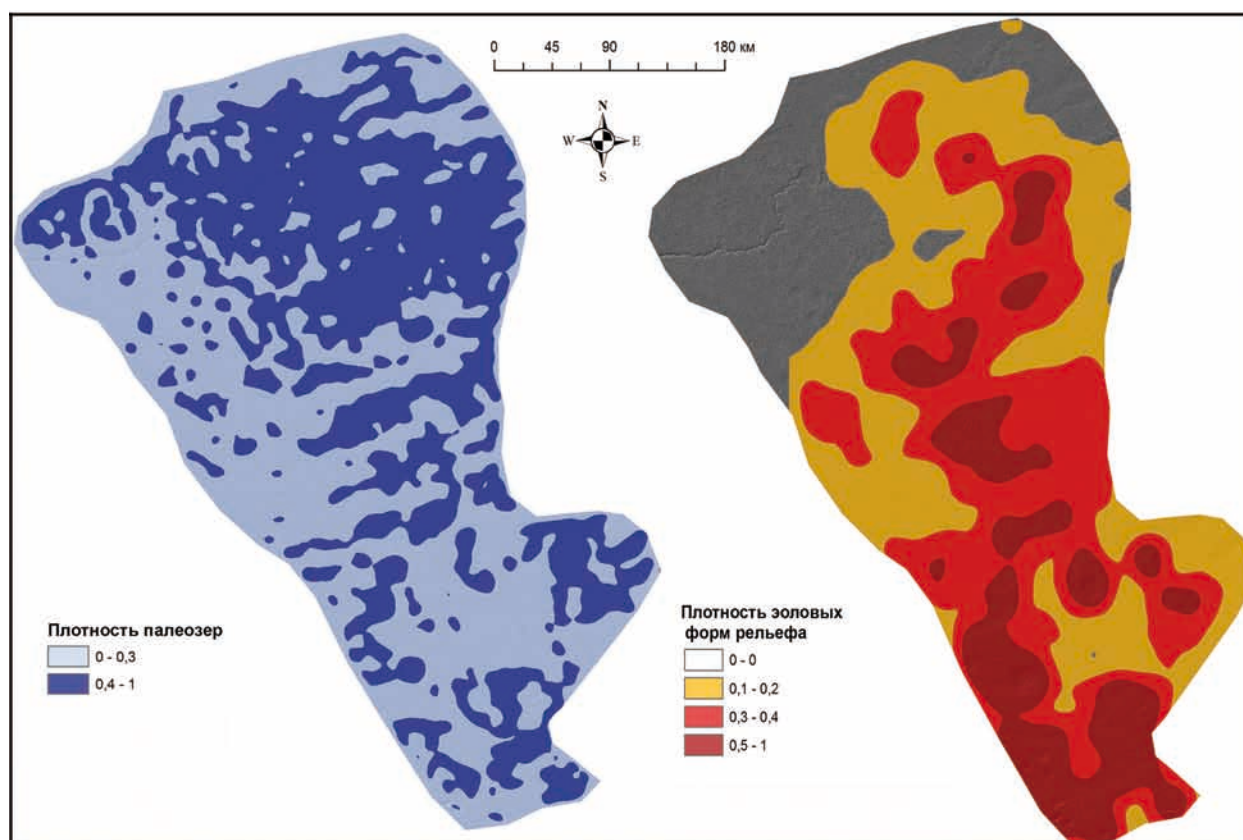 0 45 90 180 км
N
W E
S
Плотность палеозер
0 - 0,3
0,4 - 1
Плотность золовых
форм рельефа
0 - 0
0,1 - 0,2
0,3 - 0,4
0,5 - 1